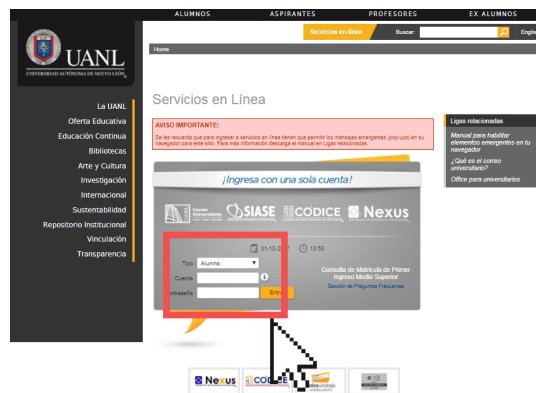 ALUMNOS ASPIRANTES PROFESORES EX ALUMNOS
Servicios en línea Buscar: Englis
UANL
UNIVERSIDAD AUTÓNOMA DE NUEVO LEÓN
Home
La UANL
Oferta Educativa
Educación Continua
Bibliotecas
Arte y Cultura
Investigación
Internacional
Sustentabilidad
Repositorio Institucional
Vinculación
Transparencia
Servicios en Línea
AVISO IMPORTANTE:
Se les recuerda que para ingresar a servicios en línea tienen que permitir los mensajes emergentes (pop-ups) en su
navegador para este sitio. Para más información descarga el manual en Ligas relacionadas.
¡Ingresa con una sola cuenta!
Correo
Universitario
SIASE
CODICE
Nexus
31-10-2 7 13:53
Tipo Alumno
Cuenta
ontraseña Ent
Consulta de Matrícula de Primer
Ingreso Medio Superior
Sección de Preguntas Frecuentes
Ligas relacionadas
Manual para habilitar
elementos emergentes en tu
navegador
¿Qué es el correo
universitario?
Office para universitarios
Nexus
CODICE